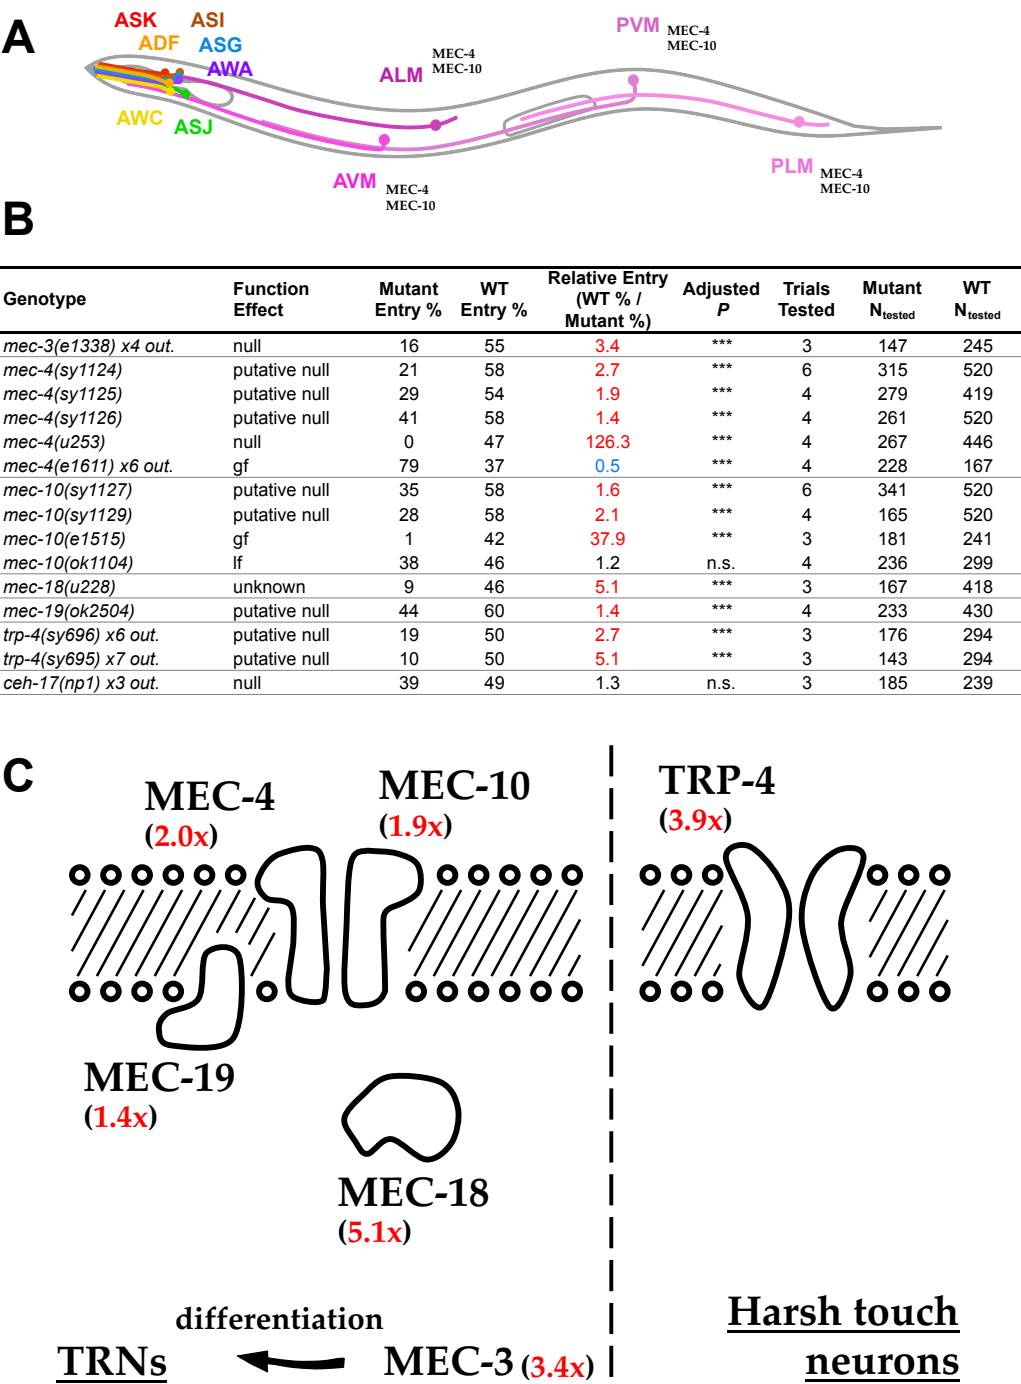 A
ASK ASI
ADF ASG
AWA
AWC
ASJ
ALM MEC-4
MEC-10
PVM MEC-4
MEC-10
AVM MEC-4
MEC-10
PLM MEC-4
MEC-10
B
Genotype Function Effect Mutant Entry % WT Entry % Relative Entry (WT % / Mutant %) Adjusted P Trials Tested Mutant Ntested WT Ntested
mec-3(e1338) x4 out. null 16 55 3.4 *** 3 147 245
mec-4(sy1124) putative null 21 58 2.7 *** 6 315 520
mec-4(sy1125) putative null 29 54 1.9 *** 4 279 419
mec-4(sy1126) putative null 41 58 1.4 *** 4 261 520
mec-4(u253) null 0 47 126.3 *** 4 267 446
mec-4(e1611) x6 out. gf 79 37 0.5 *** 4 228 167
mec-10(sy1127) putative null 35 58 1.6 *** 6 341 520
mec-10(sy1129) putative null 28 58 2.1 *** 4 165 520
mec-10(e1515) gf 1 42 37.9 *** 3 181 241
mec-10(ok1104) lf 38 46 1.2 n.s. 4 236 299
mec-18(u228) unknown 9 46 5.1 *** 3 167 418
mec-19(ok2504) putative null 44 60 1.4 *** 4 233 430
trp-4(sy696) x6 out. putative null 19 50 2.7 *** 3 176 294
trp-4(sy695) x7 out. putative null 10 50 5.1 *** 3 143 294
ceh-17(np1) x3 out. null 39 49 1.3 n.s. 3 185 239
C
MEC-4
(2.0x)
MEC-10
(1.9x)
TRP-4
(3.9x)
MEC-19
(1.4x)
MEC-18
(5.1x)
differentiation
TRNs
MEC-3 (3.4x)
Harsh touch
neurons